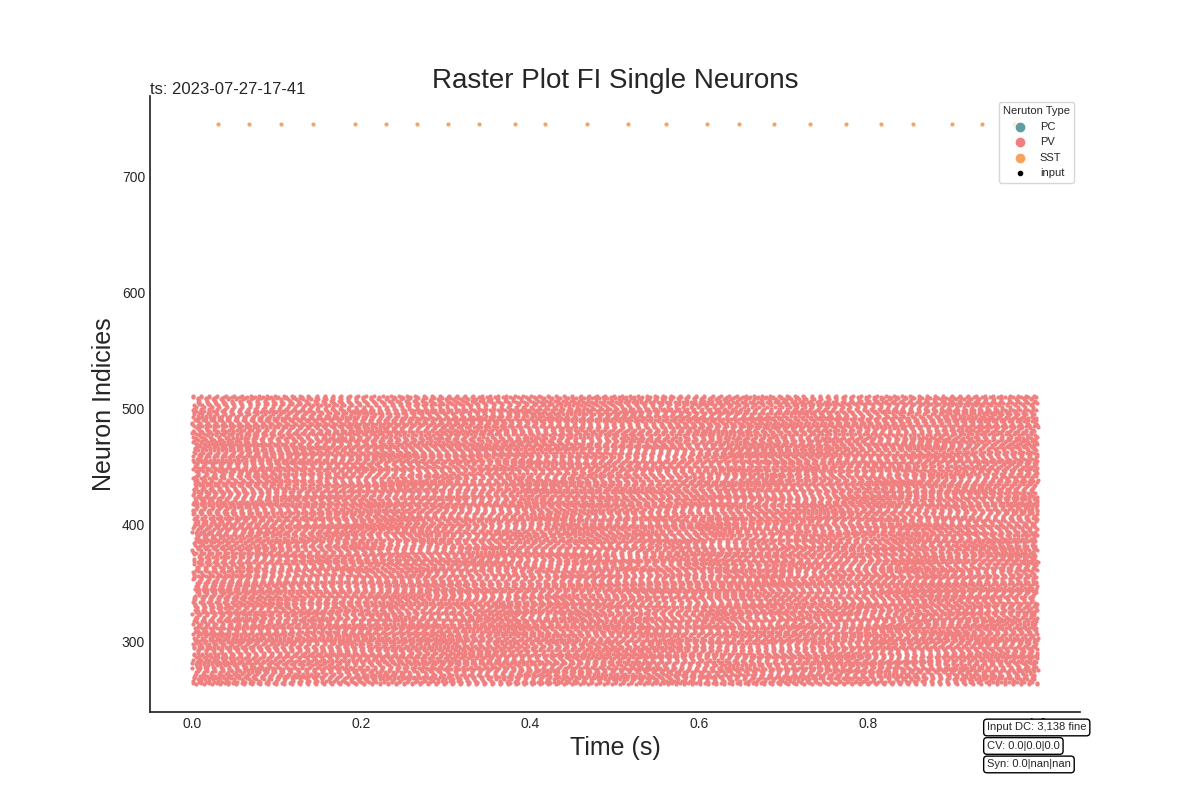 Raster Plot FI Single Neurons
ts: 2023-07-27-17-41
Neruton Type
PC
PV
SST
input
700
600
500
400
300
Neuron Indicies
0.0 0.2 0.4 0.6 0.8
Time (s)
Input DC: 3,138 fine
CV: 0.0|0.0|0.0
Syn: 0.0|nan|nan